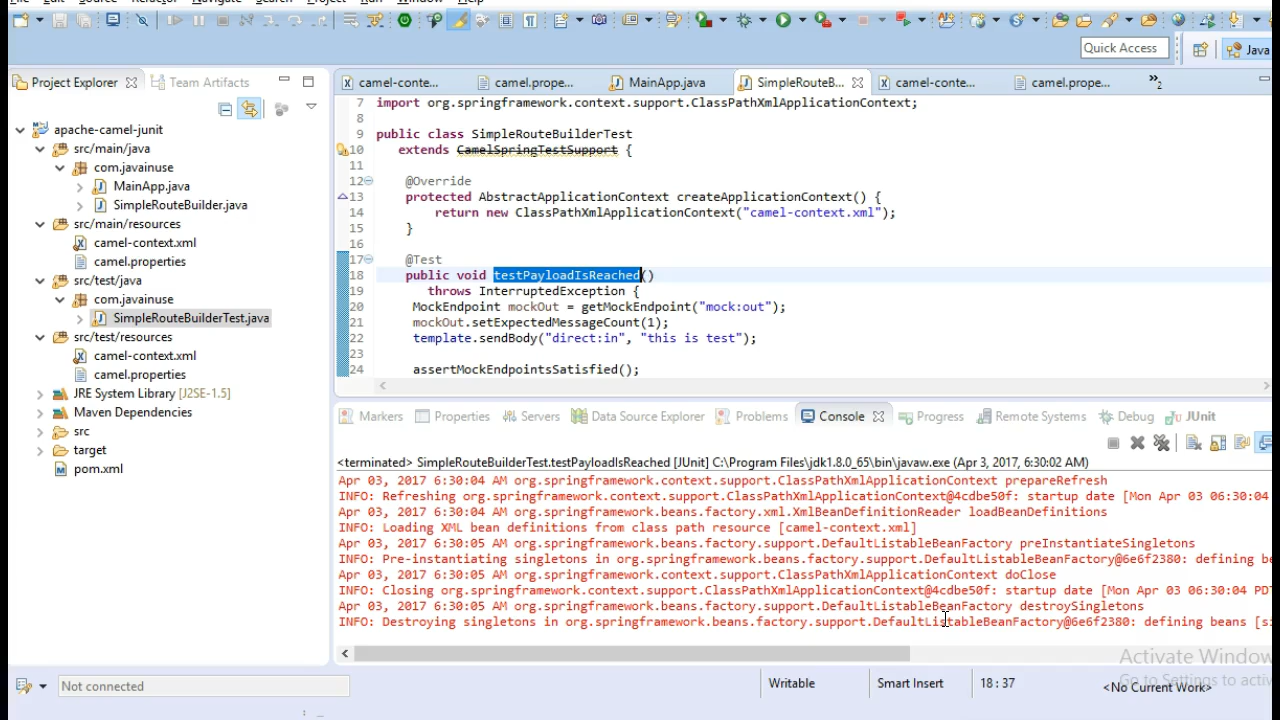 Quick Access
Java
Project Explorer
Team Artifacts
camel-conte...
camel.prope...
MainApp.java
SimpleRouteB...
camel-conte...
camel.prope...
»2
apache-camel-junit
src/main/java
com.javainuse
MainApp.java
SimpleRouteBuilder.java
src/main/resources
camel-context.xml
camel.properties
src/test/java
com.javainuse
SimpleRouteBuilderTest.java
src/test/resources
camel-context.xml
camel.properties
JRE System Library [J2SE-1.5]
Maven Dependencies
src
target
pom.xml
7 import org.springframework.context.support.ClassPathXmlApplicationContext;
8
9 public class SimpleRouteBuilderTest
10 extends CamelSpringTestSupport {
11
12 @Override
13 protected AbstractApplicationContext createApplicationContext() {
14 return new ClassPathXmlApplicationContext("camel-context.xml");
15 }
16
17 @Test
18 public void testPayloadIsReached()
19 throws InterruptedException {
20 MockEndpoint mockOut = getMockEndpoint("mock:out");
21 mockOut.setExpectedMessageCount(1);
22 template.sendBody("direct:in", "this is test");
23
24 assertMockEndpointsSatisfied();
Markers
Properties
Servers
Data Source Explorer
Problems
Console
Progress
Remote Systems
Debug
JUnit
<terminated> SimpleRouteBuilderTest.testPayloadIsReached [JUnit] C:\Program Files\jdk1.8.0_65\bin\javaw.exe (Apr 3, 2017, 6:30:02 AM)
Apr 03, 2017 6:30:04 AM org.springframework.context.support.ClassPathXmlApplicationContext prepareRefresh
INFO: Refreshing org.springframework.context.support.ClassPathXmlApplicationContext@4cdbe50f: startup date [Mon Apr 03 06:30:04
Apr 03, 2017 6:30:04 AM org.springframework.beans.factory.xml.XmlBeanDefinitionReader loadBeanDefinitions
INFO: Loading XML bean definitions from class path resource [camel-context.xml]
Apr 03, 2017 6:30:05 AM org.springframework.beans.factory.support.DefaultListableBeanFactory preInstantiateSingletons
INFO: Pre-instantiating singletons in org.springframework.beans.factory.support.DefaultListableBeanFactory@6e6f2380: defining be
Apr 03, 2017 6:30:05 AM org.springframework.context.support.ClassPathXmlApplicationContext doClose
INFO: Closing org.springframework.context.support.ClassPathXmlApplicationContext@4cdbe50f: startup date [Mon Apr 03 06:30:04 PD
Apr 03, 2017 6:30:05 AM org.springframework.beans.factory.support.DefaultListableBeanFactory destroySingletons
INFO: Destroying singletons in org.springframework.beans.factory.support.DefaultListableBeanFactory@6e6f2380: defining beans [s
Activate Window
Go to Settings to activ
Not connected
Writable
Smart Insert
18 : 37
<No Current Work>